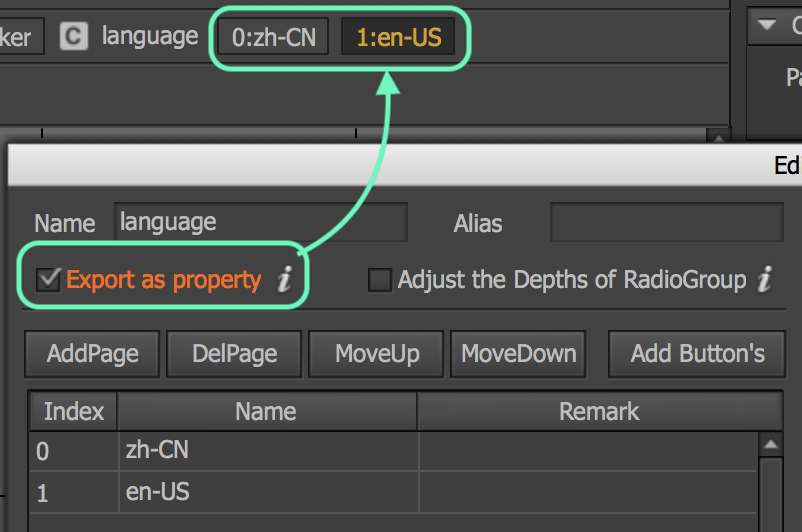 ker C language 0:zh-CN 1:en-US
C
Pa
Ed
Name language Alias
Export as property i Adjust the Depths of RadioGroup i
AddPage DelPage MoveUp MoveDown Add Button's
Index Name Remark
0 zh-CN
1 en-US